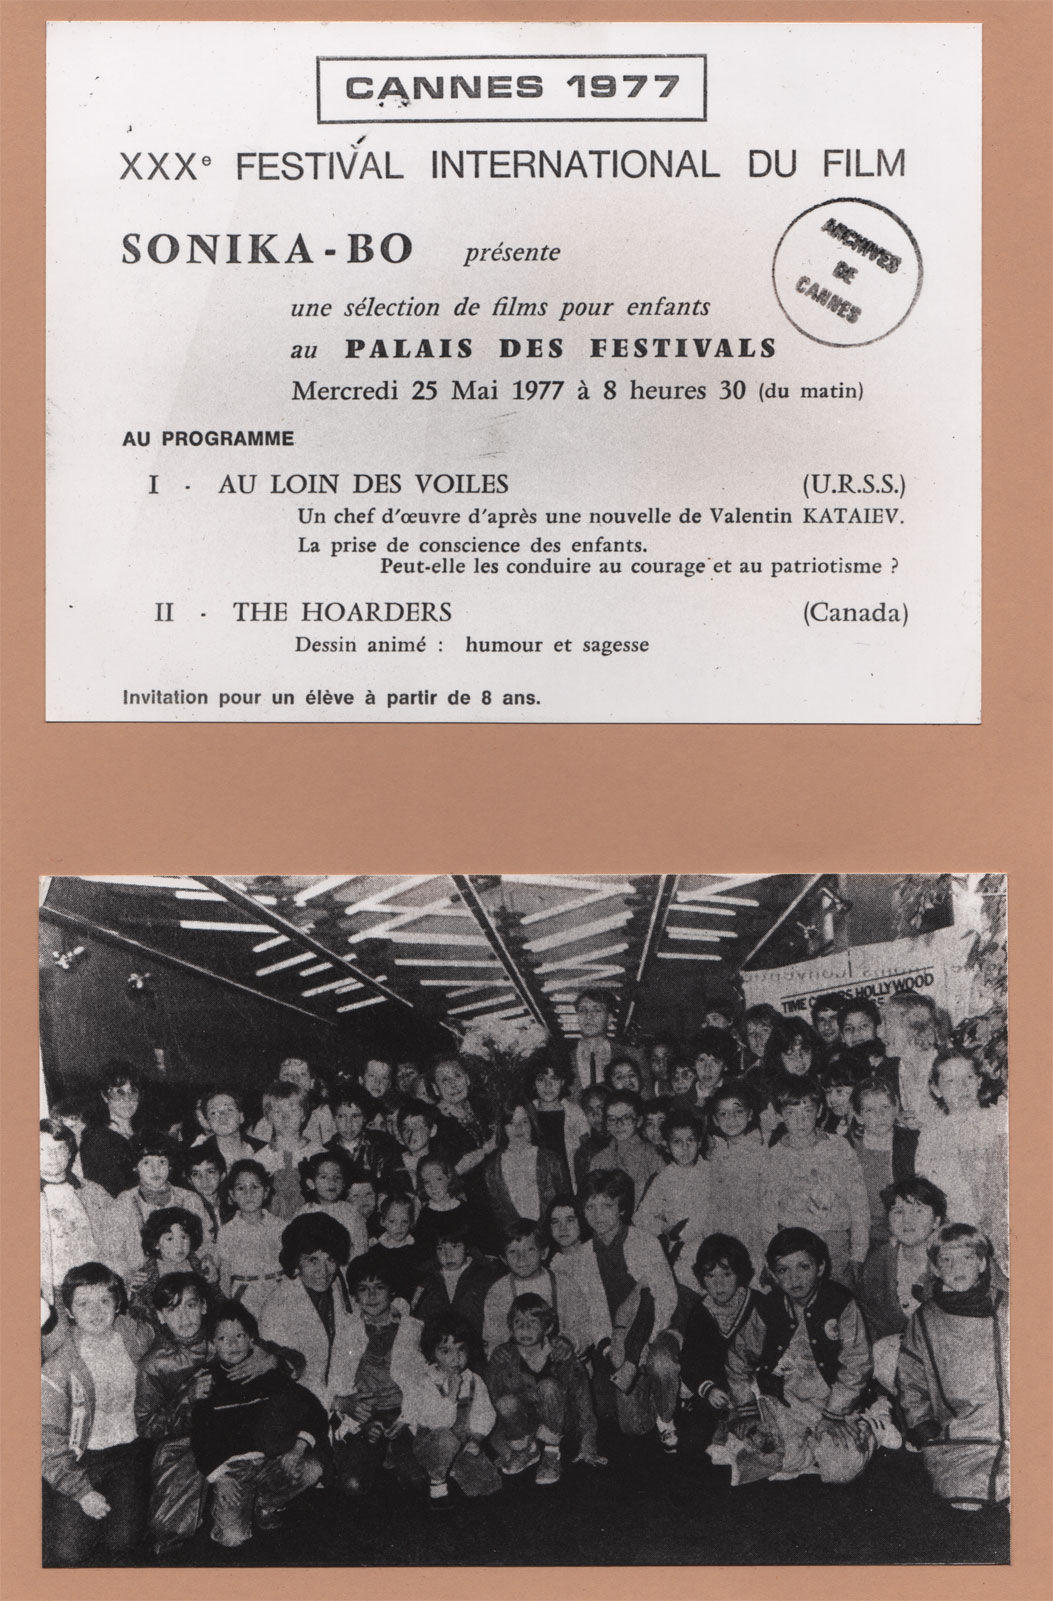 CANNES 1977
XXXe FESTIVAL INTERNATIONAL DU FILM
SONIKA-BO présente
ARCHIVES
DE
CANNES
une sélection de films pour enfants
au PALAIS DES FESTIVALS
Mercredi 25 Mai 1977 à 8 heures 30 (du matin)
AU PROGRAMME
I - AU LOIN DES VOILES (U.R.S.S.)
Un chef d'œuvre d'après une nouvelle de Valentin KATAIEV.
La prise de conscience des enfants.
Peut-elle les conduire au courage et au patriotisme ?
II - THE HOARDERS (Canada)
Dessin animé : humour et sagesse
Invitation pour un élève à partir de 8 ans.
TIME HOLLYWOOD